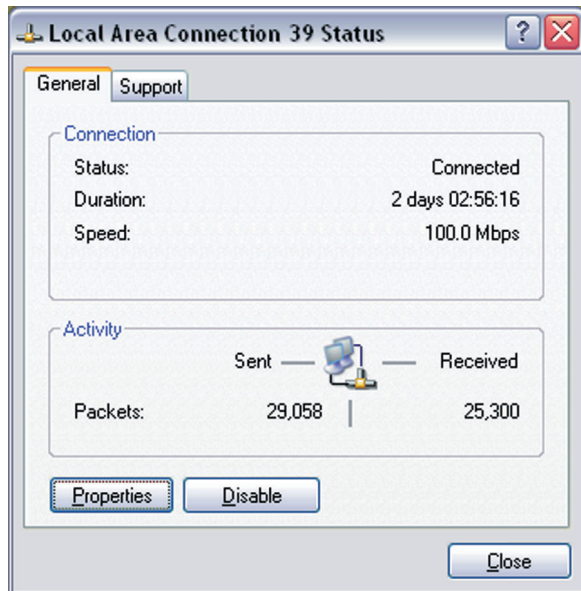 Local Area Connection 39 Status
General Support
Connection
Status: Connected
Duration: 2 days 02:56:16
Speed: 100.0 Mbps
Activity
Sent Received
Packets: 29,058 25,300
Properties Disable
Close